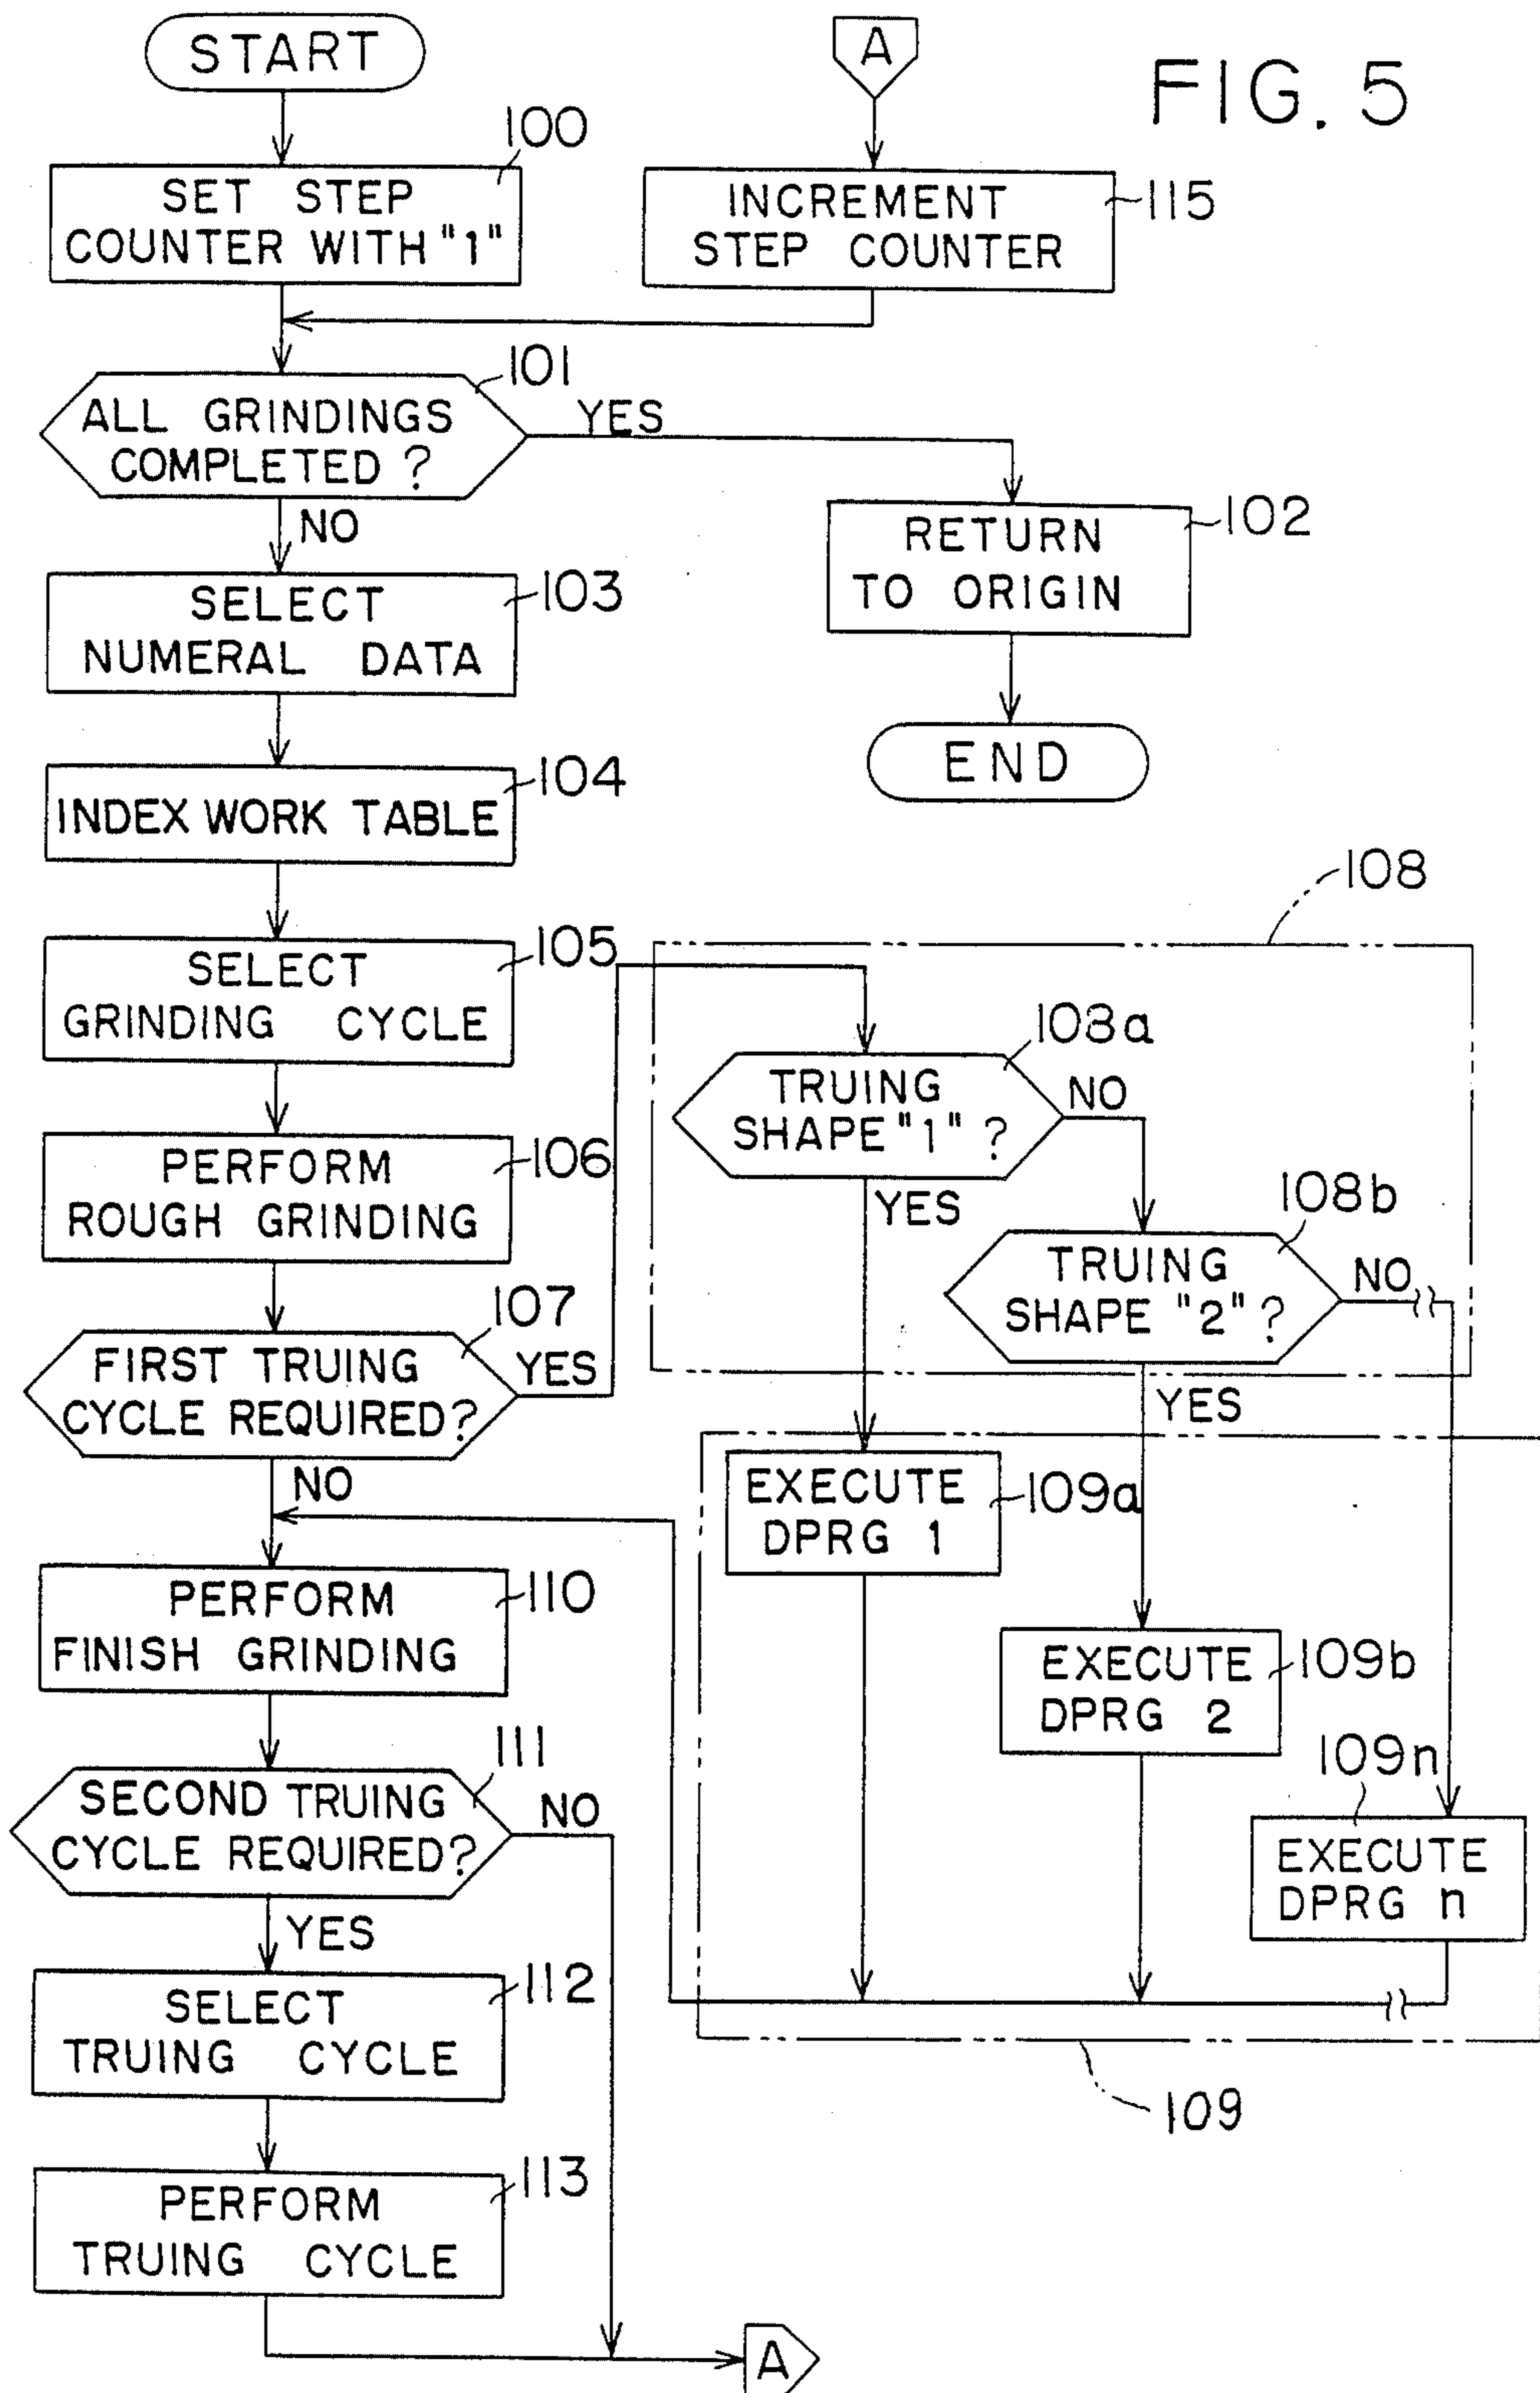 FIG. 5
START
100
SET STEP
COUNTER WITH "1"
A
INCREMENT
STEP COUNTER
115
101
ALL GRINDINGS
COMPLETED ?
YES
NO
RETURN
TO ORIGIN
102
END
SELECT
NUMERAL DATA
103
INDEX WORK TABLE
104
SELECT
GRINDING CYCLE
105
PERFORM
ROUGH GRINDING
106
FIRST TRUING
CYCLE REQUIRED?
107
YES
NO
108
TRUING
SHAPE "1" ?
108a
NO
YES
TRUING
SHAPE "2" ?
108b
NO
YES
EXECUTE
DPRG 1
109a
EXECUTE
DPRG 2
109b
109n
EXECUTE
DPRG n
109
PERFORM
FINISH GRINDING
110
SECOND TRUING
CYCLE REQUIRED?
111
NO
YES
SELECT
TRUING CYCLE
112
PERFORM
TRUING CYCLE
113
A